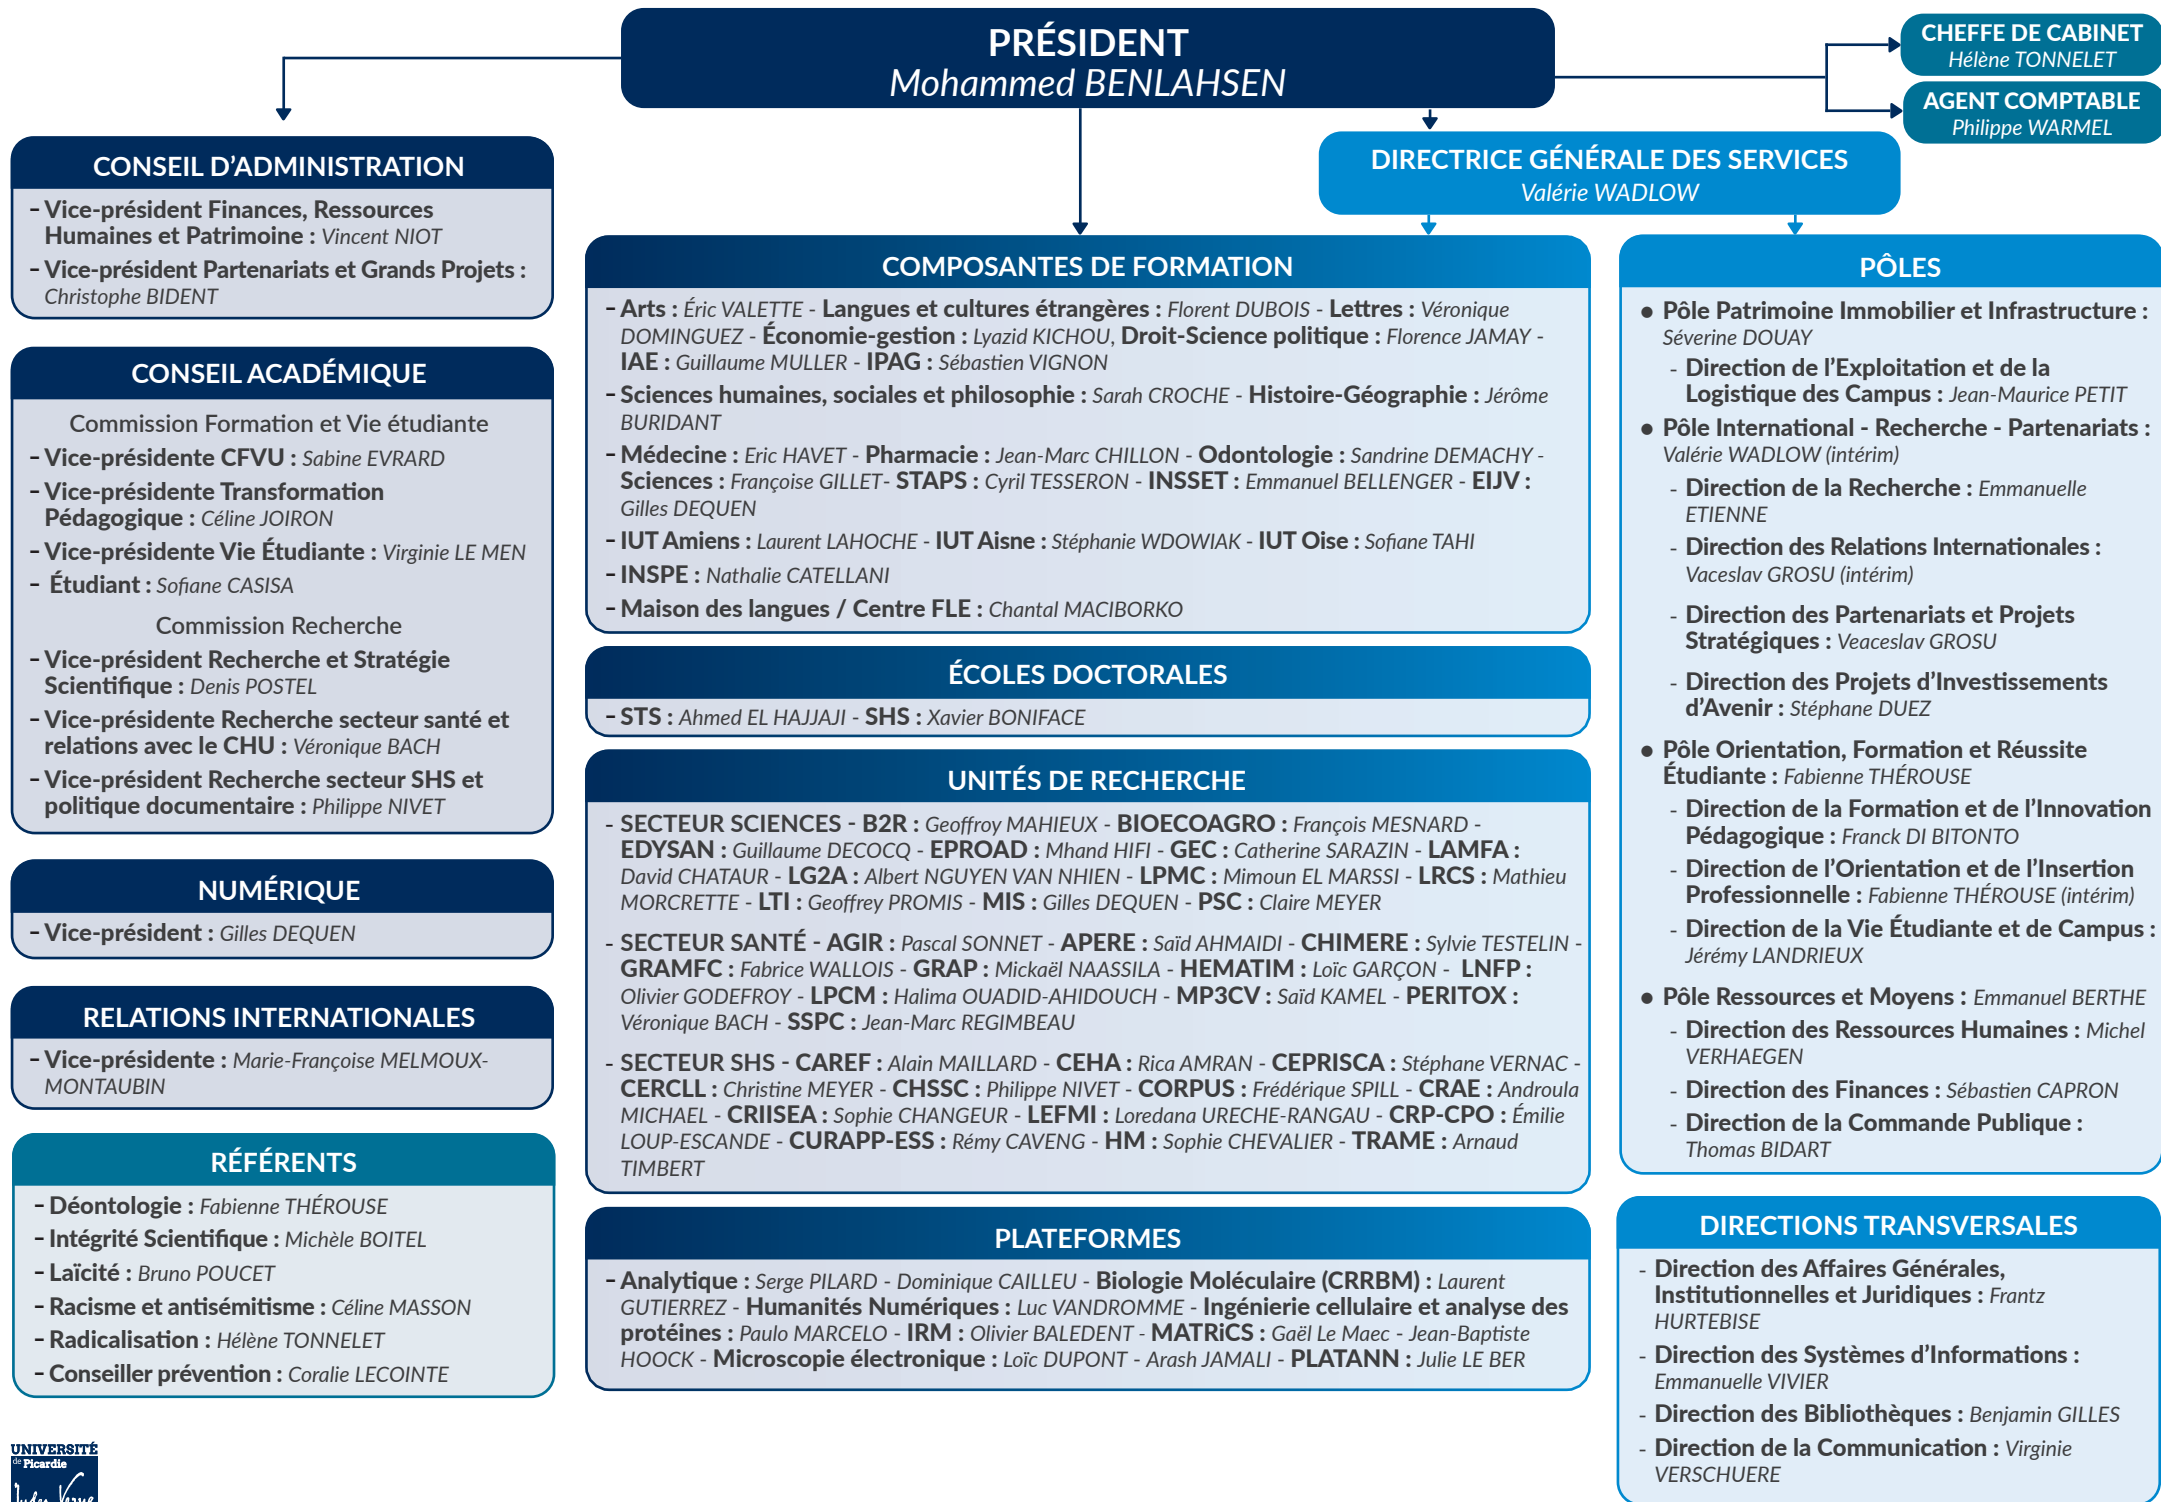 PRÉSIDENT
Mohammed BENLAHSEN
CHEFFE DE CABINET
Hélène TONNELET
AGENT COMPTABLE
Philippe WARMEL
DIRECTRICE GÉNÉRALE DES SERVICES
Valérie WADLOW
CONSEIL D’ADMINISTRATION
- Vice-président Finances, Ressources
Humaines et Patrimoine : Vincent NIOT
- Vice-président Partenariats et Grands Projets :
Christophe BIDENT
CONSEIL ACADÉMIQUE
Commission Formation et Vie étudiante
- Vice-présidente CFVU : Sabine EVRARD
- Vice-présidente Transformation
Pédagogique : Céline JOIRON
- Vice-présidente Vie Étudiante : Virginie LE MEN
- Étudiant : Sofiane CASISA
Commission Recherche
- Vice-président Recherche et Stratégie
Scientifique : Denis POSTEL
- Vice-présidente Recherche secteur santé et
relations avec le CHU : Véronique BACH
- Vice-président Recherche secteur SHS et
politique documentaire : Philippe NIVET
NUMÉRIQUE
- Vice-président : Gilles DEQUEN
RELATIONS INTERNATIONALES
- Vice-présidente : Marie-Françoise MELMOUX-
MONTAUBIN
RÉFÉRENTS
- Déontologie : Fabienne THÉROUSE
- Intégrité Scientifique : Michèle BOITEL
- Laïcité : Bruno POUCET
- Racisme et antisémitisme : Céline MASSON
- Radicalisation : Hélène TONNELET
- Conseiller prévention : Coralie LECOINTE
COMPOSANTES DE FORMATION
- Arts : Éric VALETTE - Langues et cultures étrangères : Florent DUBOIS - Lettres : Véronique
DOMINGUEZ - Économie-gestion : Lyazid KICHOU, Droit-Science politique : Florence JAMAY -
IAE : Guillaume MULLER - IPAG : Sébastien VIGNON
- Sciences humaines, sociales et philosophie : Sarah CROCHE - Histoire-Géographie : Jérôme
BURIDANT
- Médecine : Eric HAVET - Pharmacie : Jean-Marc CHILLON - Odontologie : Sandrine DEMACHY -
Sciences : Françoise GILLET- STAPS : Cyril TESSERON - INSSET : Emmanuel BELLENGER - EIJV :
Gilles DEQUEN
- IUT Amiens : Laurent LAHOCHE - IUT Aisne : Stéphanie WDOWIAK - IUT Oise : Sofiane TAHI
- INSPE : Nathalie CATELLANI
- Maison des langues / Centre FLE : Chantal MACIBORKO
ÉCOLES DOCTORALES
- STS : Ahmed EL HAJJAJI - SHS : Xavier BONIFACE
UNITÉS DE RECHERCHE
- SECTEUR SCIENCES - B2R : Geoffroy MAHIEUX - BIOECOAGRO : François MESNARD -
EDYSAN : Guillaume DECOCQ - EPROAD : Mhand HIFI - GEC : Catherine SARAZIN - LAMFA :
David CHATAUR - LG2A : Albert NGUYEN VAN NHIEN - LPMC : Mimoun EL MARSSI - LRCS : Mathieu
MORCRETTE - LTI : Geoffrey PROMIS - MIS : Gilles DEQUEN - PSC : Claire MEYER
- SECTEUR SANTÉ - AGIR : Pascal SONNET - APERE : Saïd AHMAIDI - CHIMERE : Sylvie TESTELIN -
GRAMFC : Fabrice WALLOIS - GRAP : Mickaël NAASSILA - HEMATIM : Loïc GARÇON - LNFP :
Olivier GODEFROY - LPCM : Halima OUADID-AHIDOUCH - MP3CV : Saïd KAMEL - PERITOX :
Véronique BACH - SSPC : Jean-Marc REGIMBEAU
- SECTEUR SHS - CAREF : Alain MAILLARD - CEHA : Rica AMRAN - CEPRISCA : Stéphane VERNAC -
CERCLL : Christine MEYER - CHSSC : Philippe NIVET - CORPUS : Frédérique SPILL - CRAE : Androula
MICHAEL - CRIISEA : Sophie CHANGEUR - LEFMI : Loredana URECHE-RANGAU - CRP-CPO : Émilie
LOUP-ESCANDE - CURAPP-ESS : Rémy CAVENG - HM : Sophie CHEVALIER - TRAME : Arnaud
TIMBERT
PLATEFORMES
- Analytique : Serge PILARD - Dominique CAILLEU - Biologie Moléculaire (CRRBM) : Laurent
GUTIERREZ - Humanités Numériques : Luc VANDROMME - Ingénierie cellulaire et analyse des
protéines : Paulo MARCELO - IRM : Olivier BALEDENT - MATRiCS : Gaël Le Maec - Jean-Baptiste
HOOCK - Microscopie électronique : Loïc DUPONT - Arash JAMALI - PLATANN : Julie LE BER
PÔLES
● Pôle Patrimoine Immobilier et Infrastructure :
Séverine DOUAY
- Direction de l’Exploitation et de la
Logistique des Campus : Jean-Maurice PETIT
● Pôle International - Recherche - Partenariats :
Valérie WADLOW (intérim)
- Direction de la Recherche : Emmanuelle
ETIENNE
- Direction des Relations Internationales :
Vaceslav GROSU (intérim)
- Direction des Partenariats et Projets
Stratégiques : Veaceslav GROSU
- Direction des Projets d’Investissements
d’Avenir : Stéphane DUEZ
● Pôle Orientation, Formation et Réussite
Étudiante : Fabienne THÉROUSE
- Direction de la Formation et de l’Innovation
Pédagogique : Franck DI BITONTO
- Direction de l’Orientation et de l’Insertion
Professionnelle : Fabienne THÉROUSE (intérim)
- Direction de la Vie Étudiante et de Campus :
Jérémy LANDRIEUX
● Pôle Ressources et Moyens : Emmanuel BERTHE
- Direction des Ressources Humaines : Michel
VERHAEGEN
- Direction des Finances : Sébastien CAPRON
- Direction de la Commande Publique :
Thomas BIDART
DIRECTIONS TRANSVERSALES
- Direction des Affaires Générales,
Institutionnelles et Juridiques : Frantz
HURTEBISE
- Direction des Systèmes d’Informations :
Emmanuelle VIVIER
- Direction des Bibliothèques : Benjamin GILLES
- Direction de la Communication : Virginie
VERSCHUERE
UNIVERSITÉ
de Picardie
Jules Verne